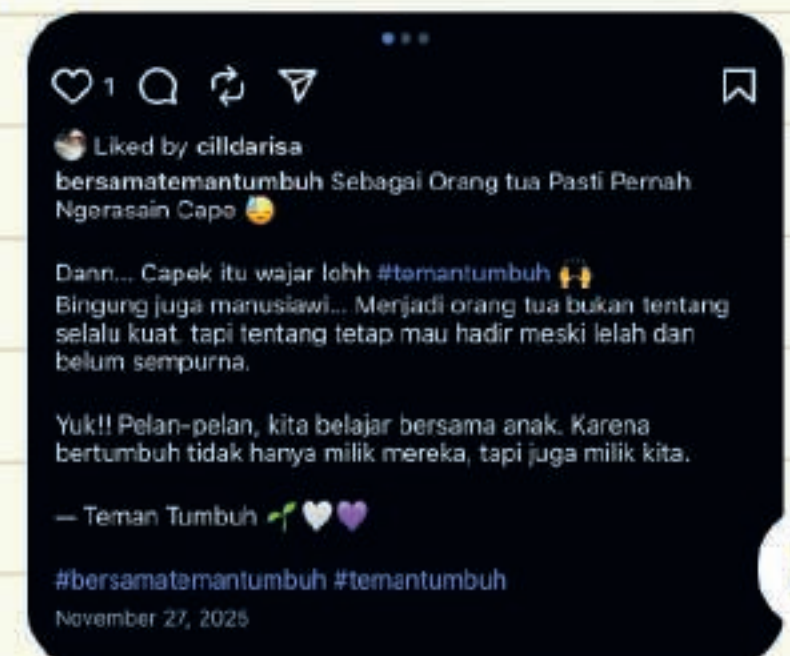 1
Liked by cilldarisa
bersamatemantumbuh Sebagai Orang tua Pasti Pernah
Ngerasain Cape 😓
Dann... Capek itu wajar lohh #temantumbuh 🙌
Bingung juga manusiawi... Menjadi orang tua bukan tentang
selalu kuat, tapi tentang tetap mau hadir meski lelah dan
belum sempurna.
Yuk!! Pelan-pelan, kita belajar bersama anak. Karena
bertumbuh tidak hanya milik mereka, tapi juga milik kita.
— Teman Tumbuh 🌱🤍💜
#bersamatemantumbuh #temantumbuh
November 27, 2025